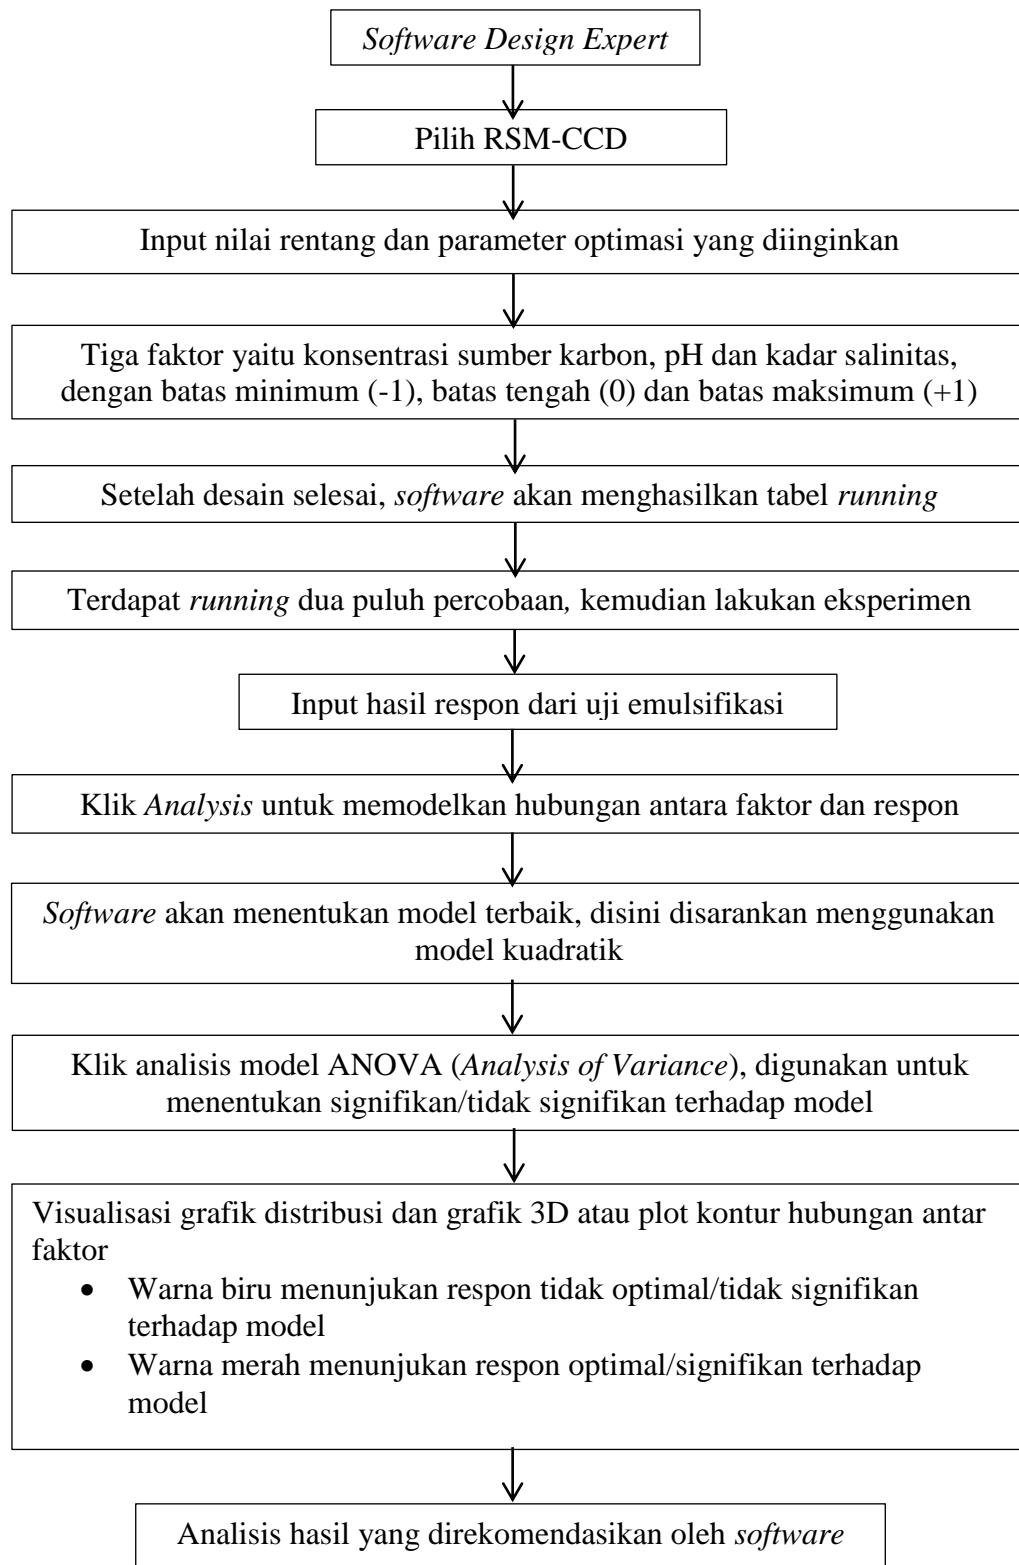 Software Design Expert
Pilih RSM-CCD
Input nilai rentang dan parameter optimasi yang diinginkan
Tiga faktor yaitu konsentrasi sumber karbon, pH dan kadar salinitas,
dengan batas minimum (-1), batas tengah (0) dan batas maksimum (+1)
Setelah desain selesai, software akan menghasilkan tabel running
Terdapat running dua puluh percobaan, kemudian lakukan eksperimen
Input hasil respon dari uji emulsifikasi
Klik Analysis untuk memodelkan hubungan antara faktor dan respon
Software akan menentukan model terbaik, disini disarankan menggunakan
model kuadratik
Klik analisis model ANOVA (Analysis of Variance), digunakan untuk
menentukan signifikan/tidak signifikan terhadap model
Visualisasi grafik distribusi dan grafik 3D atau plot kontur hubungan antar
faktor
• Warna biru menunjukan respon tidak optimal/tidak signifikan
terhadap model
• Warna merah menunjukan respon optimal/signifikan terhadap
model
Analisis hasil yang direkomendasikan oleh software